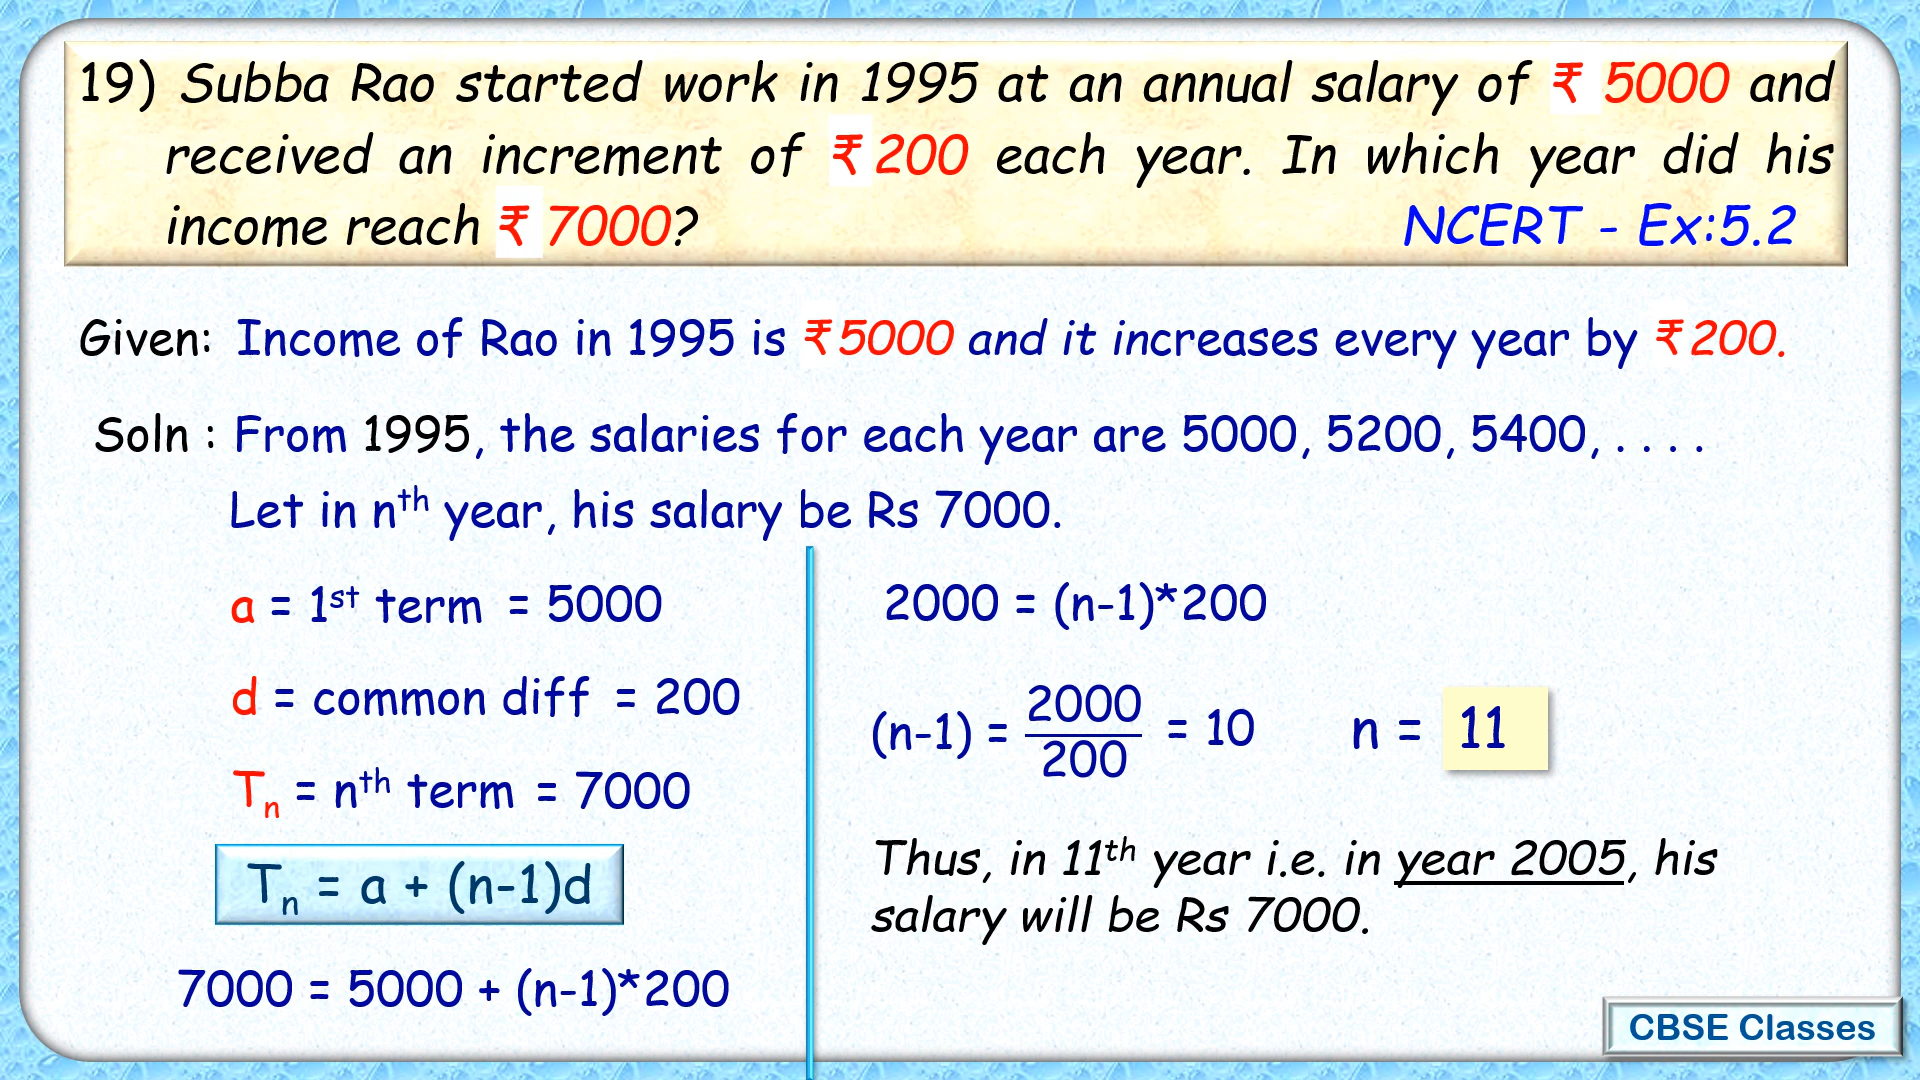 19) Subba Rao started work in 1995 at an annual salary of ₹ 5000 and
received an increment of ₹ 200 each year. In which year did his
income reach ₹ 7000? NCERT - Ex:5.2
Given: Income of Rao in 1995 is ₹ 5000 and it increases every year by ₹ 200.
Soln : From 1995, the salaries for each year are 5000, 5200, 5400, . . . .
Let in nᵗʰ year, his salary be Rs 7000.
a = 1ˢᵗ term = 5000
d = common diff = 200
Tₙ = nᵗʰ term = 7000
Tₙ = a + (n-1)d
7000 = 5000 + (n-1)*200
2000 = (n-1)*200
(n-1) = 2000/200 = 10 n = 11
Thus, in 11ᵗʰ year i.e. in year 2005, his
salary will be Rs 7000.
CBSE Classes